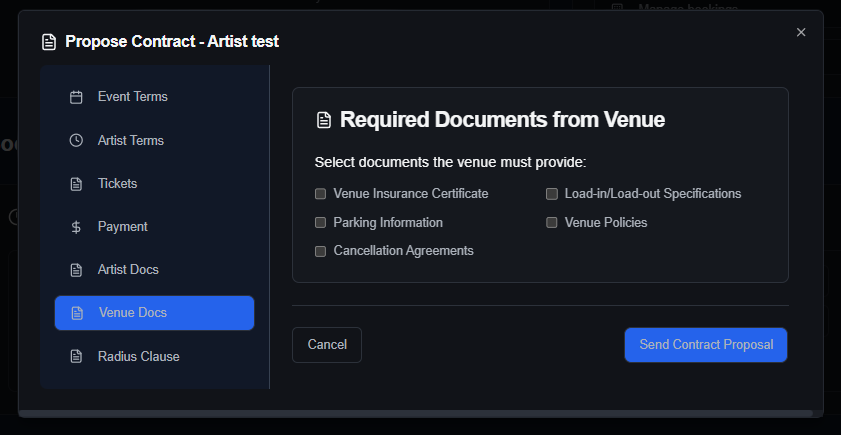 Manage bookings
Propose Contract - Artist test
Event Terms
Artist Terms
Tickets
Payment
Artist Docs
Venue Docs
Radius Clause
Required Documents from Venue
Select documents the venue must provide:
Venue Insurance Certificate
Load-in/Load-out Specifications
Parking Information
Venue Policies
Cancellation Agreements
Cancel
Send Contract Proposal